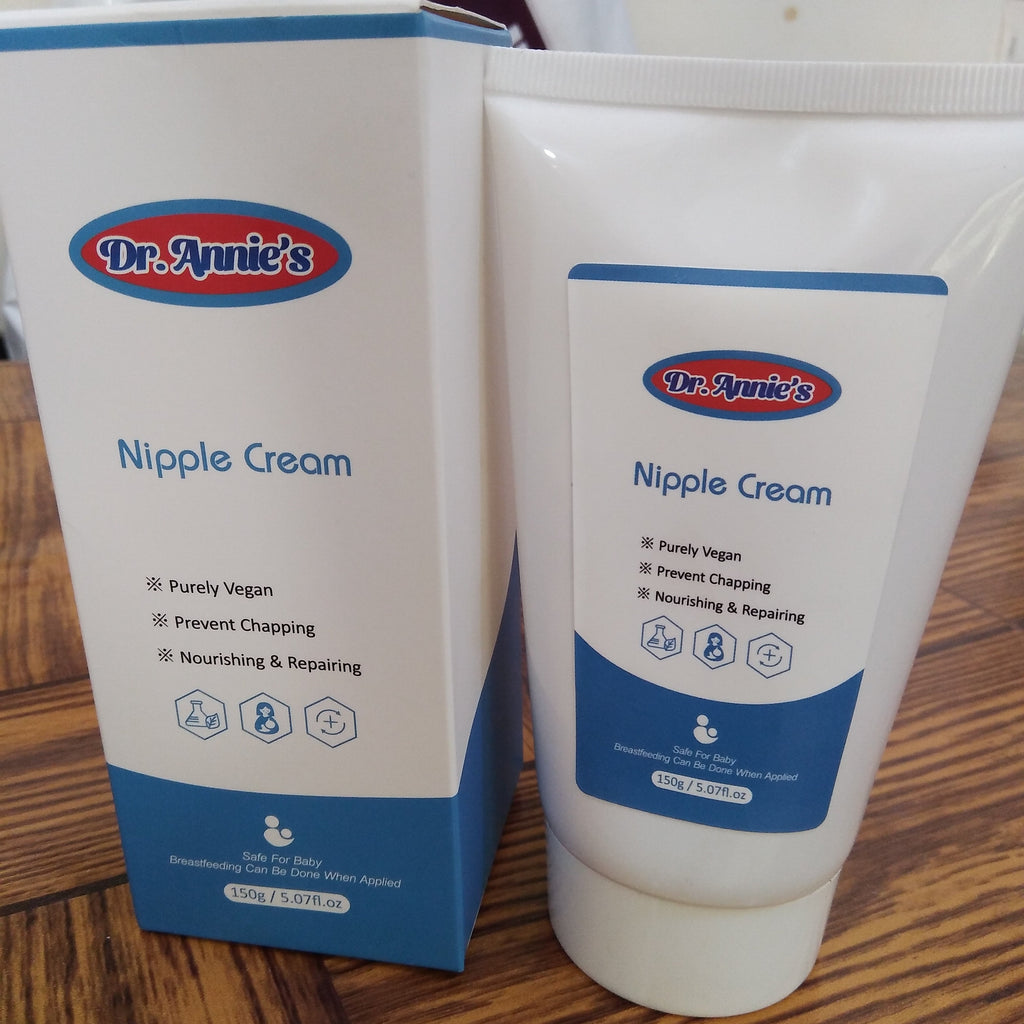 Dr. Annie's
Nipple Cream
※ Purely Vegan
※ Prevent Chapping
※ Nourishing & Repairing
Safe For Baby
Breastfeeding Can Be Done When Applied
150g / 5.07fl.oz
Dr. Annie's
Nipple Cream
※ Purely Vegan
※ Prevent Chapping
※ Nourishing & Repairing
Safe For Baby
Breastfeeding Can Be Done When Applied
150g / 5.07fl.oz